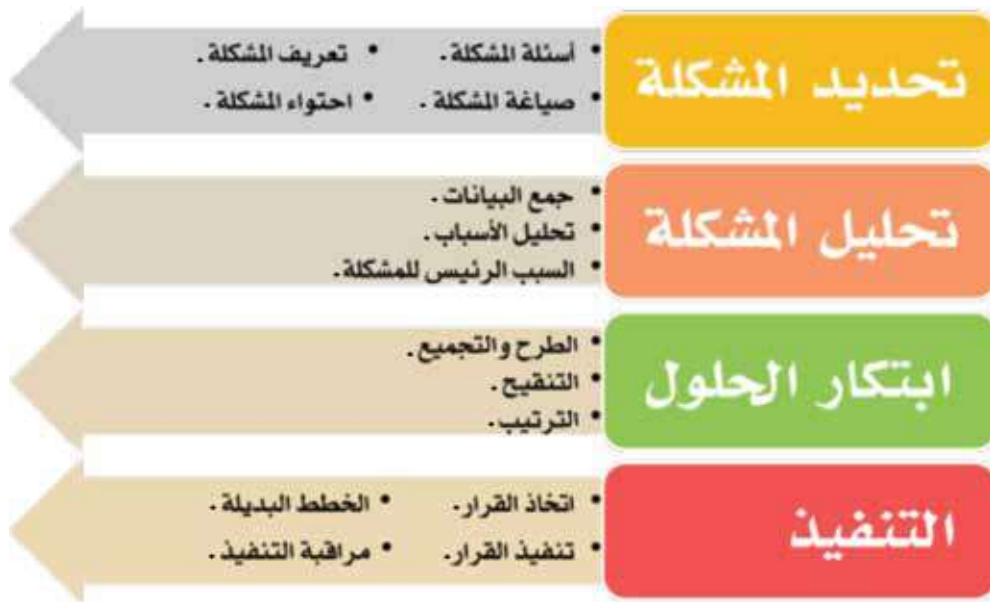 تحديد المشكلة
• أسئلة المشكلة. • تعريف المشكلة.
• صياغة المشكلة. • احتواء المشكلة.
تحليل المشكلة
• جمع البيانات.
• تحليل الأسباب.
• السبب الرئيس للمشكلة.
ابتكار الحلول
• الطرح والتجميع.
• التنقيح.
• الترتيب.
التنفيذ
• اتخاذ القرار. • الخطط البديلة.
• تنفيذ القرار. • مراقبة التنفيذ.